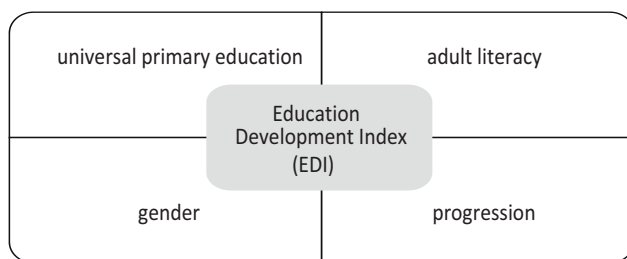 universal primary education
adult literacy
Education
Development Index
(EDI)
gender
progression